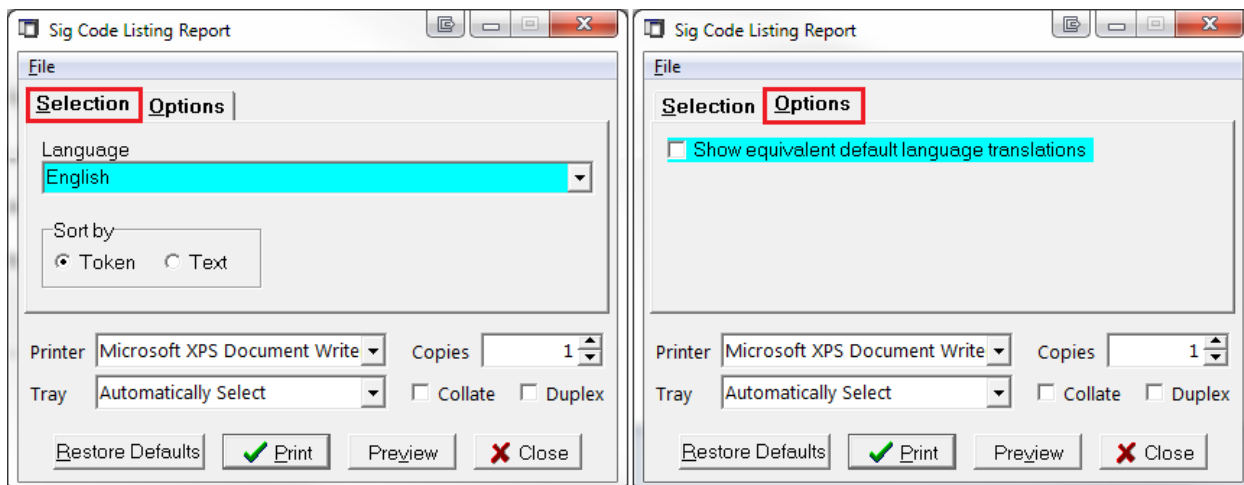 Sig Code Listing Report
File
Selection Options
Language
English
Sort by
Token Text
Printer Microsoft XPS Document Write Copies 1
Tray Automatically Select Collate Duplex
Restore Defaults Print Preview Close
Sig Code Listing Report
File
Selection Options
Show equivalent default language translations
Printer Microsoft XPS Document Write Copies 1
Tray Automatically Select Collate Duplex
Restore Defaults Print Preview Close